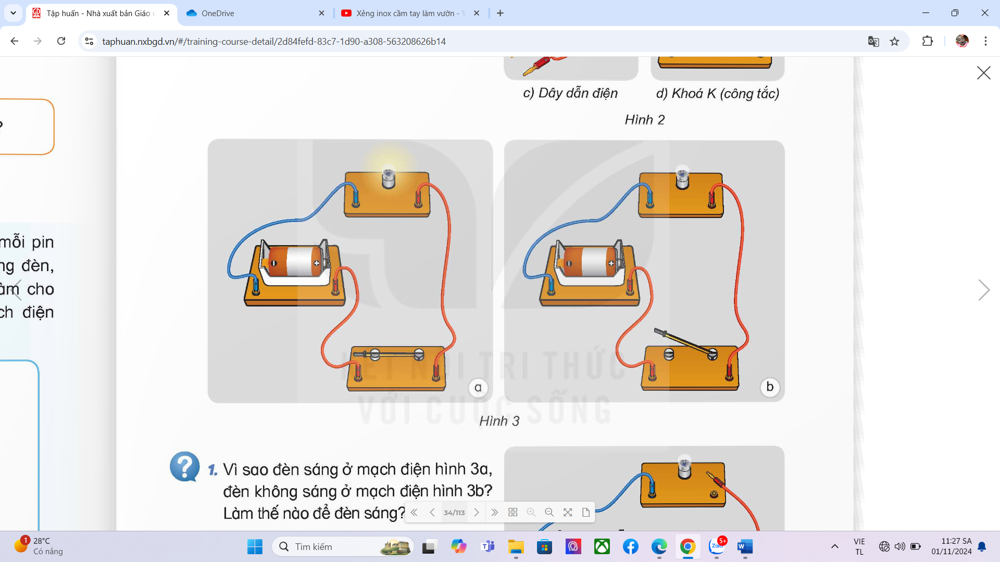 Tập huấn - Nhà xuất bản Giáo d
OneDrive
Xẻng inox cầm tay làm vườn - Y
taphuan.nxbgd.vn/#/training-course-detail/2d84fefd-83c7-1d90-a308-563208626b14
c) Dây dẫn điện
d) Khoá K (công tắc)
Hình 2
?
mỗi pin
ng đèn,
àm cho
ch điện
a
b
KẾT NỐI TRI THỨC
VỚI CUỘC SỐNG
Hình 3
?
1. Vì sao đèn sáng ở mạch điện hình 3a,
đèn không sáng ở mạch điện hình 3b?
Làm thế nào để đèn sáng?
34/113
1
28°C
Có nắng
Tìm kiếm
Zalo
5+
VIE
TL
11:27 SA
01/11/2024